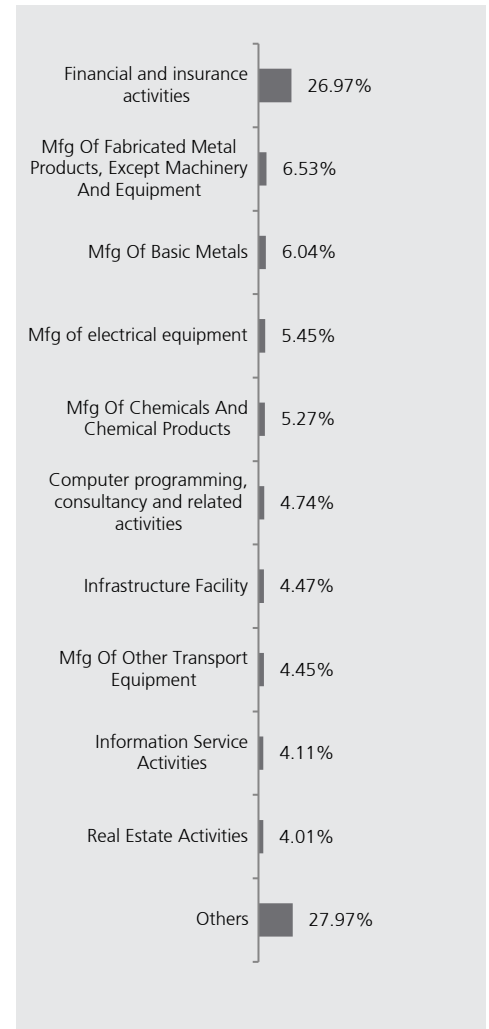 Financial and insurance
activities
26.97%
Mfg Of Fabricated Metal
Products, Except Machinery
And Equipment
6.53%
Mfg Of Basic Metals
6.04%
Mfg of electrical equipment
5.45%
Mfg Of Chemicals And
Chemical Products
5.27%
Computer programming,
consultancy and related
activities
4.74%
Infrastructure Facility
4.47%
Mfg Of Other Transport
Equipment
4.45%
Information Service
Activities
4.11%
Real Estate Activities
4.01%
Others
27.97%